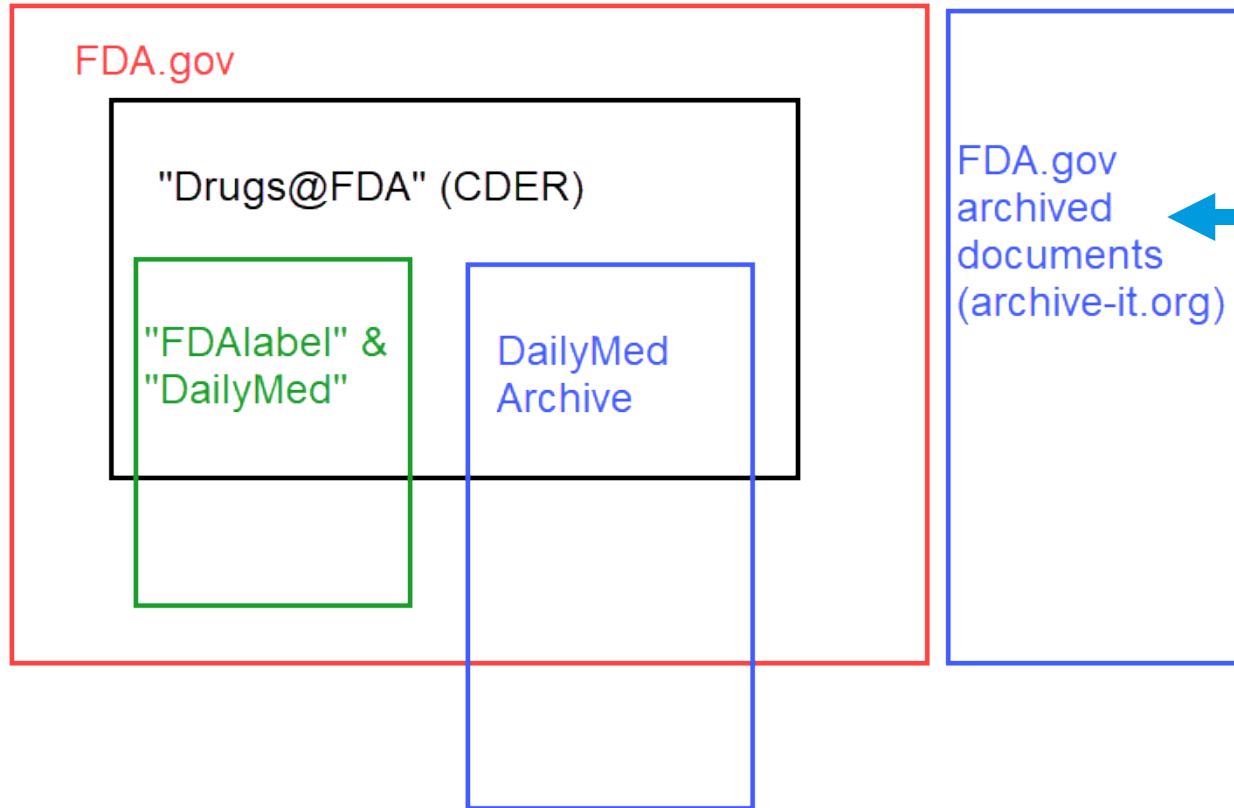 FDA.gov
"Drugs@FDA" (CDER)
"FDAlabel" &
"DailyMed"
DailyMed
Archive
FDA.gov
archived
documents
(archive-it.org)